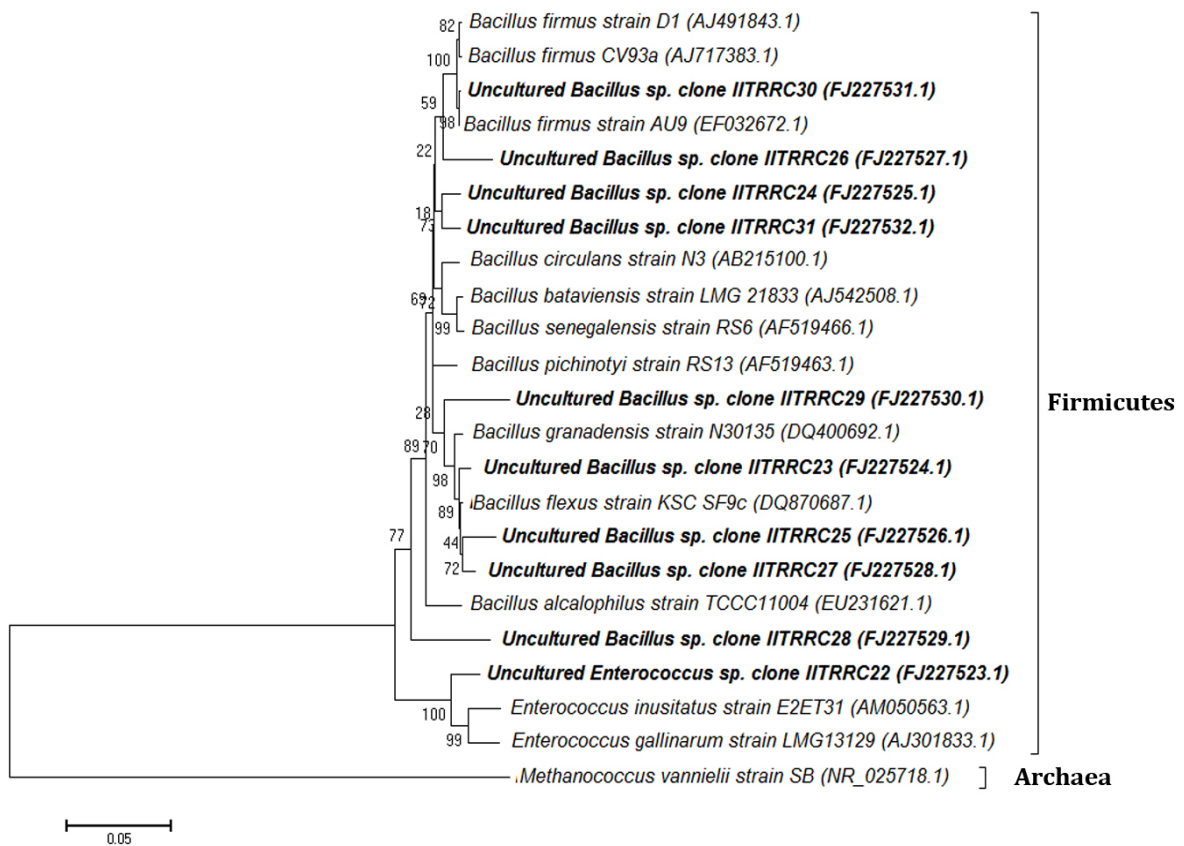 82
Bacillus firmus strain D1 (AJ491843.1)
100
Bacillus firmus CV93a (AJ717383.1)
Uncultured Bacillus sp. clone IITRRC30 (FJ227531.1)
59
98
Bacillus firmus strain AU9 (EF032672.1)
22
Uncultured Bacillus sp. clone IITRRC26 (FJ227527.1)
Uncultured Bacillus sp. clone IITRRC24 (FJ227525.1)
18
73
Uncultured Bacillus sp. clone IITRRC31 (FJ227532.1)
Bacillus circulans strain N3 (AB215100.1)
69
72
Bacillus bataviensis strain LMG 21833 (AJ542508.1)
99
Bacillus senegalensis strain RS6 (AF519466.1)
Bacillus pichinotyi strain RS13 (AF519463.1)
Uncultured Bacillus sp. clone IITRRC29 (FJ227530.1)
Firmicutes
28
Bacillus granadensis strain N30135 (DQ400692.1)
89
70
Uncultured Bacillus sp. clone IITRRC23 (FJ227524.1)
98
Bacillus flexus strain KSC SF9c (DQ870687.1)
89
Uncultured Bacillus sp. clone IITRRC25 (FJ227526.1)
77
44
Uncultured Bacillus sp. clone IITRRC27 (FJ227528.1)
72
Bacillus alcalophilus strain TCCC11004 (EU231621.1)
Uncultured Bacillus sp. clone IITRRC28 (FJ227529.1)
Uncultured Enterococcus sp. clone IITRRC22 (FJ227523.1)
100
Enterococcus inusitatus strain E2ET31 (AM050563.1)
99
Enterococcus gallinarum strain LMG13129 (AJ301833.1)
Methanococcus vannielii strain SB (NR_025718.1)
Archaea
0.05